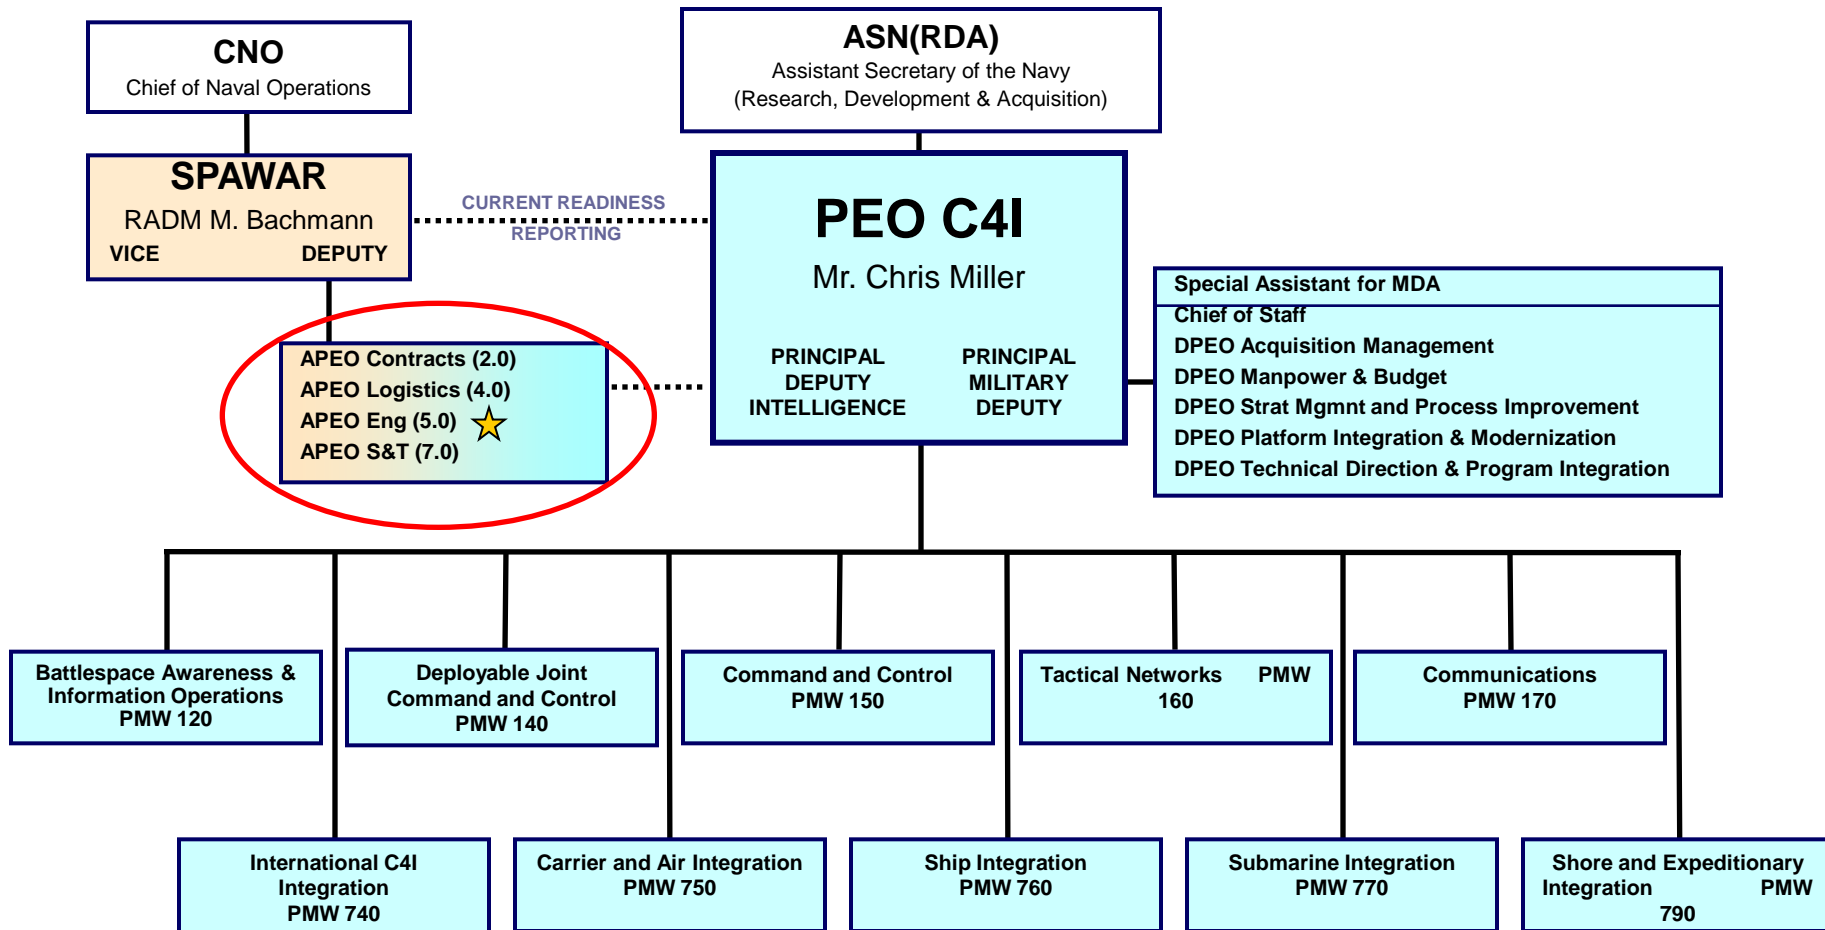 CNO
Chief of Naval Operations
ASN(RDA)
Assistant Secretary of the Navy
(Research, Development & Acquisition)
SPAWAR
RADM M. Bachmann
VICE DEPUTY
CURRENT READINESS
REPORTING
PEO C4I
Mr. Chris Miller
PRINCIPAL
DEPUTY
INTELLIGENCE
PRINCIPAL
MILITARY
DEPUTY
Special Assistant for MDA
Chief of Staff
DPEO Acquisition Management
DPEO Manpower & Budget
DPEO Strat Mgmnt and Process Improvement
DPEO Platform Integration & Modernization
DPEO Technical Direction & Program Integration
APEO Contracts (2.0)
APEO Logistics (4.0)
APEO Eng (5.0)
APEO S&T (7.0)
Battlespace Awareness &
Information Operations
PMW 120
Deployable Joint
Command and Control
PMW 140
Command and Control
PMW 150
Tactical Networks PMW
160
Communications
PMW 170
International C4I
Integration
PMW 740
Carrier and Air Integration
PMW 750
Ship Integration
PMW 760
Submarine Integration
PMW 770
Shore and Expeditionary
Integration PMW
790